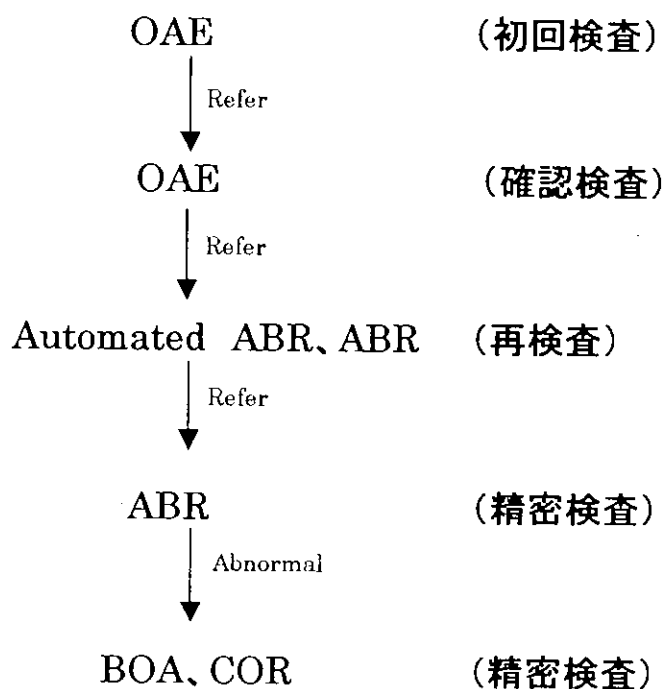 OAE (初回検査)
Refer
OAE (確認検査)
Refer
Automated ABR、ABR (再検査)
Refer
ABR (精密検査)
Abnormal
BOA、COR (精密検査)